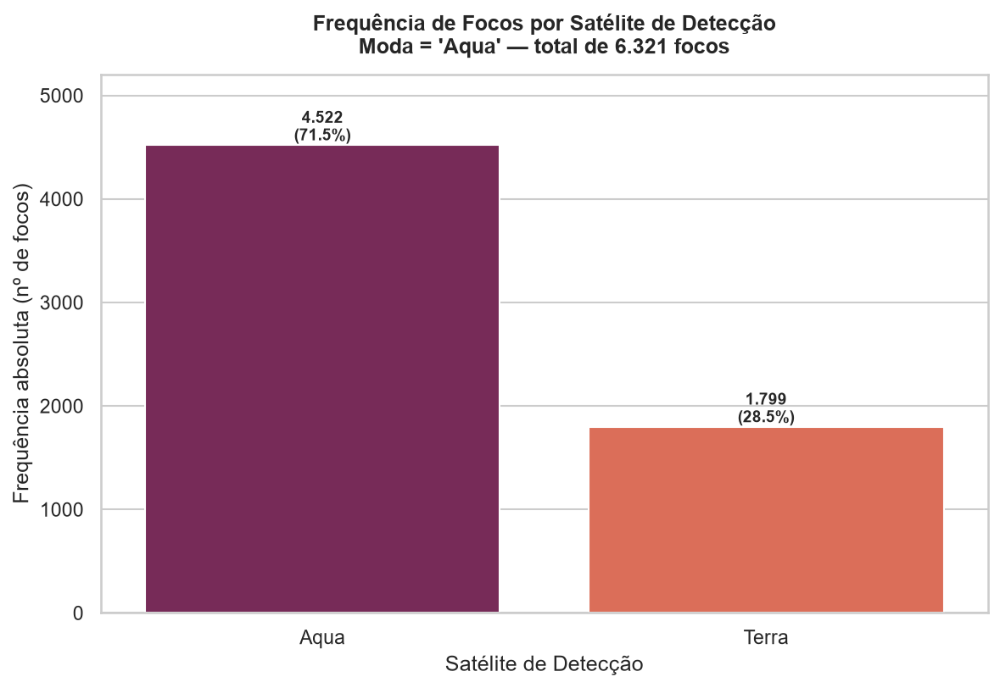 Frequência de Focos por Satélite de Detecção
Moda = 'Aqua' — total de 6.321 focos
Frequência absoluta (nº de focos)
5000
4000
3000
2000
1000
0
4.522
(71.5%)
1.799
(28.5%)
Aqua
Terra
Satélite de Detecção